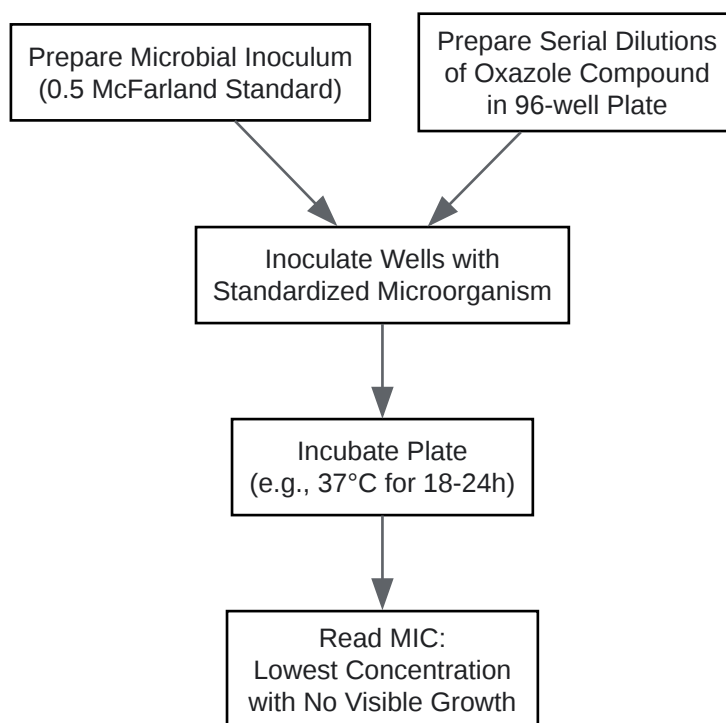 Prepare Microbial Inoculum
(0.5 McFarland Standard)
Prepare Serial Dilutions
of Oxazole Compound
in 96-well Plate
Inoculate Wells with
Standardized Microorganism
Incubate Plate
(e.g., 37°C for 18-24h)
Read MIC:
Lowest Concentration
with No Visible Growth